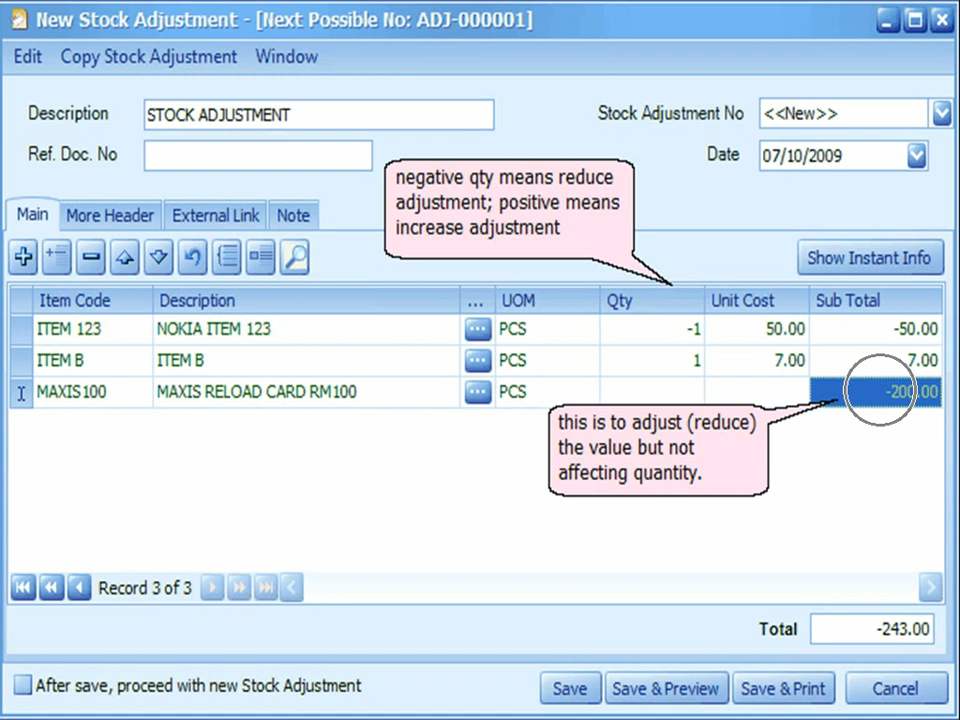 New Stock Adjustment - [Next Possible No: ADJ-000001]
Edit Copy Stock Adjustment Window
Description STOCK ADJUSTMENT Stock Adjustment No <<New>>
Ref. Doc. No Date 07/10/2009
negative qty means reduce
adjustment; positive means
increase adjustment
Main More Header External Link Note
Show Instant Info
Item Code Description ... UOM Qty Unit Cost Sub Total
ITEM 123 NOKIA ITEM 123 PCS -1 50.00 -50.00
ITEM B ITEM B PCS 1 7.00 7.00
MAXIS100 MAXIS RELOAD CARD RM100 PCS -200.00
this is to adjust (reduce)
the value but not
affecting quantity.
Record 3 of 3
Total -243.00
After save, proceed with new Stock Adjustment Save Save & Preview Save & Print Cancel